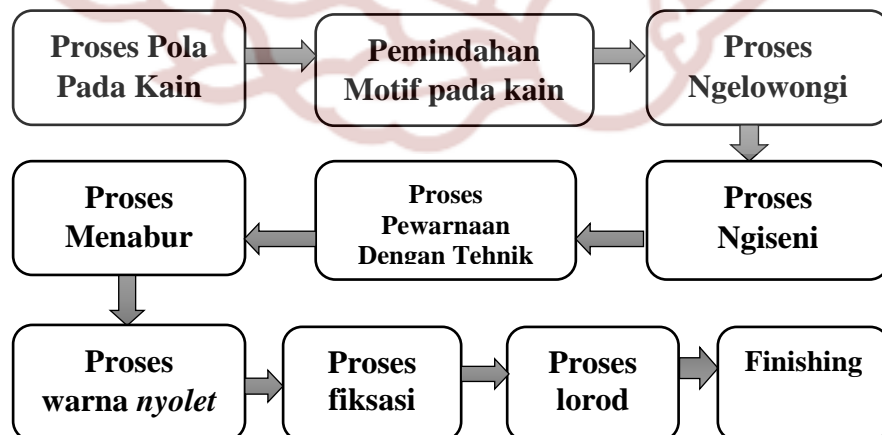 Proses Pola
Pada Kain
Pemindahan
Motif pada kain
Proses
Ngelowongi
Proses
Ngiseni
Proses
Pewarnaan
Dengan Tehnik
Proses
Menabur
Proses
warna nyolet
Proses
fiksasi
Proses
lorod
Finishing